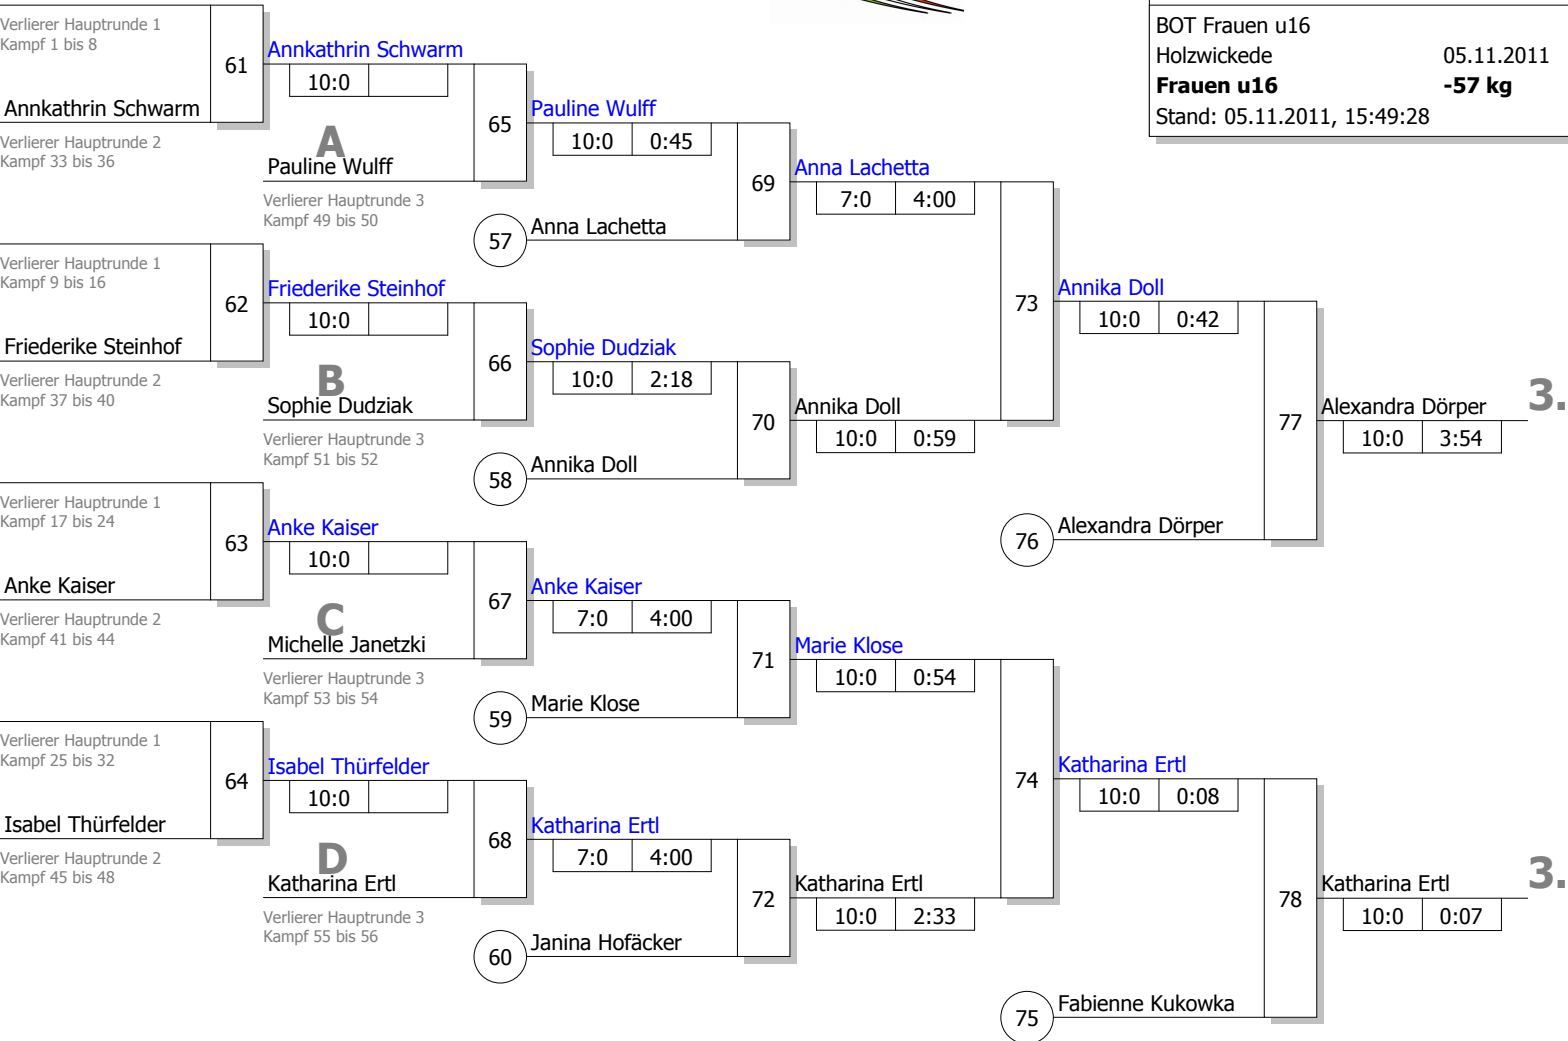 BOT Frauen u16
Holzwickede 05.11.2011
Frauen u16 -57 kg
Stand: 05.11.2011, 15:49:28
Verlierer Hauptrunde 1
Kampf 1 bis 8
61
Annkathrin Schwarm
10:0
Annkathrin Schwarm
Verlierer Hauptrunde 2
Kampf 33 bis 36
A
Pauline Wulff
Verlierer Hauptrunde 3
Kampf 49 bis 50
65
Pauline Wulff
10:0 0:45
57
Anna Lachetta
69
Anna Lachetta
7:0 4:00
Verlierer Hauptrunde 1
Kampf 9 bis 16
62
Friederike Steinhof
10:0
Friederike Steinhof
Verlierer Hauptrunde 2
Kampf 37 bis 40
B
Sophie Dudziak
Verlierer Hauptrunde 3
Kampf 51 bis 52
66
Sophie Dudziak
10:0 2:18
58
Annika Doll
70
Annika Doll
10:0 0:59
73
Annika Doll
10:0 0:42
76
Alexandra Dörper
77
Alexandra Dörper
10:0 3:54
3.
Verlierer Hauptrunde 1
Kampf 17 bis 24
63
Anke Kaiser
10:0
Anke Kaiser
Verlierer Hauptrunde 2
Kampf 41 bis 44
C
Michelle Janetzki
Verlierer Hauptrunde 3
Kampf 53 bis 54
67
Anke Kaiser
7:0 4:00
59
Marie Klose
71
Marie Klose
10:0 0:54
Verlierer Hauptrunde 1
Kampf 25 bis 32
64
Isabel Thürfelder
10:0
Isabel Thürfelder
Verlierer Hauptrunde 2
Kampf 45 bis 48
D
Katharina Ertl
Verlierer Hauptrunde 3
Kampf 55 bis 56
68
Katharina Ertl
7:0 4:00
60
Janina Hofäcker
72
Katharina Ertl
10:0 2:33
74
Katharina Ertl
10:0 0:08
75
Fabienne Kukowka
78
Katharina Ertl
10:0 0:07
3.